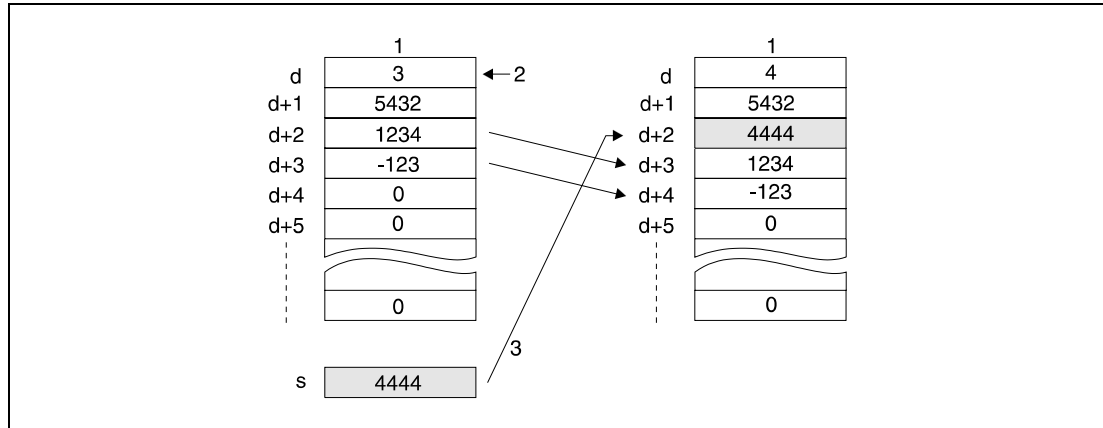 1
d 3 2
d+1 5432
d+2 1234
d+3 -123
d+4 0
d+5 0
0
3
s 4444
1
d 4
d+1 5432
d+2 4444
d+3 1234
d+4 -123
d+5 0
0